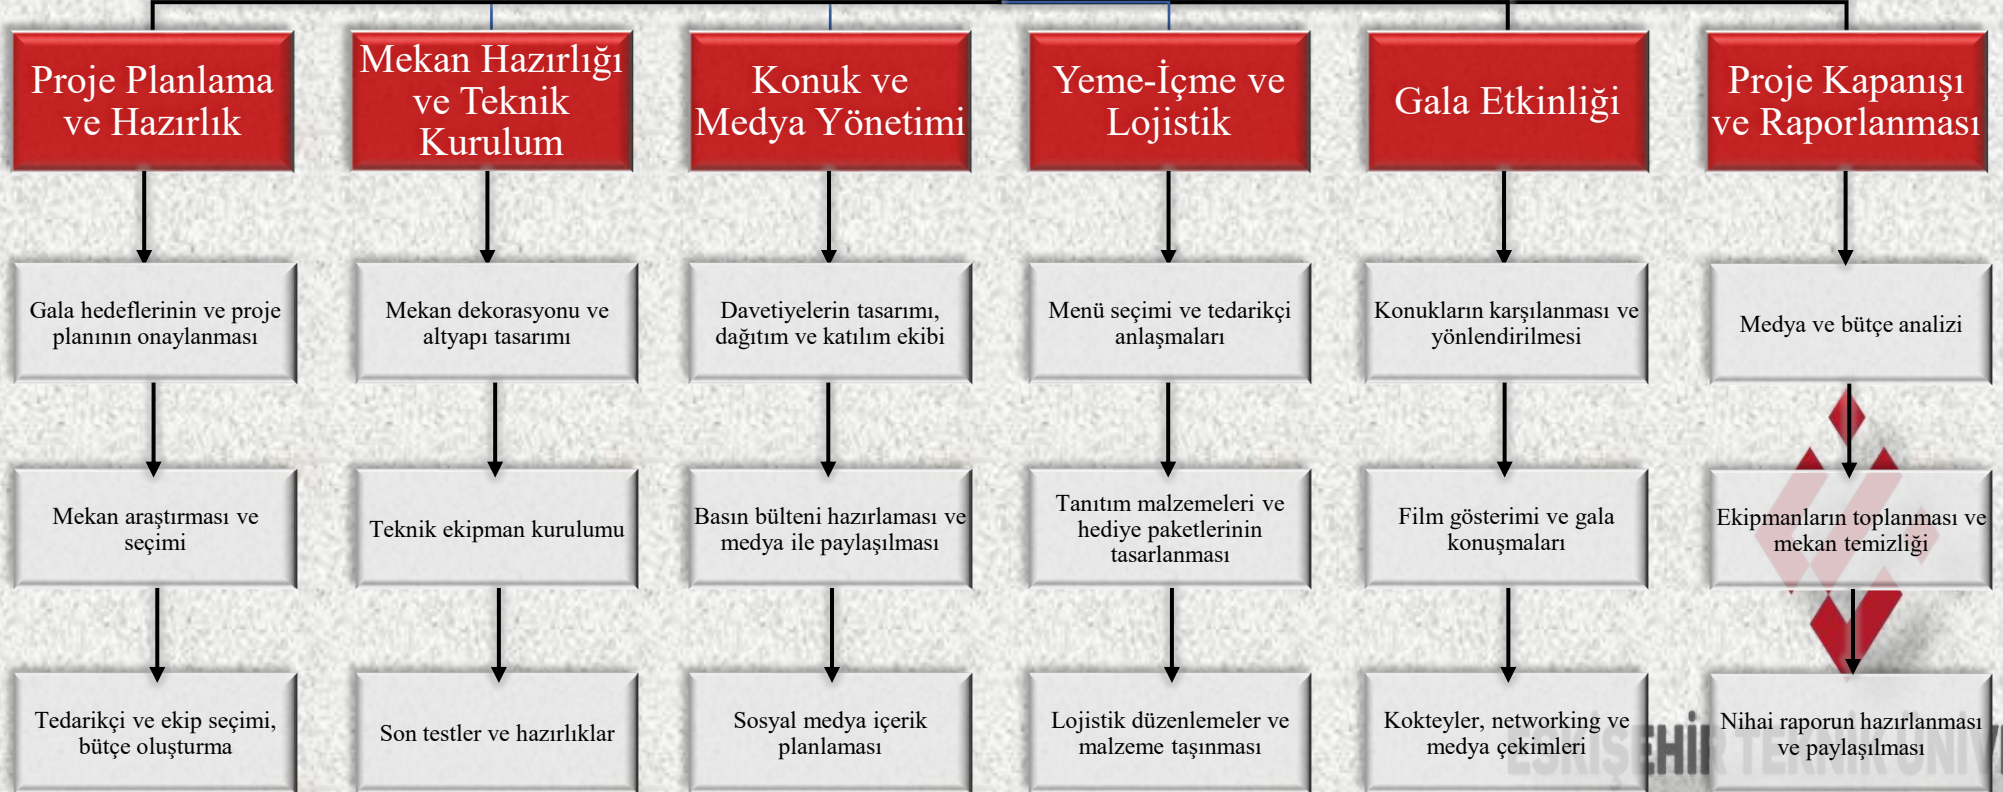 Proje Planlama
ve Hazırlık
Mekan Hazırlığı
ve Teknik
Kurulum
Konuk ve
Medya Yönetimi
Yeme-İçme ve
Lojistik
Gala Etkinliği
Proje Kapanışı
ve Raporlanması
Gala hedeflerinin ve proje
planının onaylanması
Mekan dekorasyonu ve
altyapı tasarımı
Davetiyelerin tasarımı,
dağıtım ve katılım ekibi
Menü seçimi ve tedarikçi
anlaşmaları
Konukların karşılanması ve
yönlendirilmesi
Medya ve bütçe analizi
Mekan araştırması ve
seçimi
Teknik ekipman kurulumu
Basın bülteni hazırlaması ve
medya ile paylaşılması
Tanıtım malzemeleri ve
hediye paketlerinin
tasarlanması
Film gösterimi ve gala
konuşmaları
Ekipmanların toplanması ve
mekan temizliği
Tedarikçi ve ekip seçimi,
bütçe oluşturma
Son testler ve hazırlıklar
Sosyal medya içerik
planlaması
Lojistik düzenlemeler ve
malzeme taşınması
Kokteyler, networking ve
medya çekimleri
Nihai raporun hazırlanması
ve paylaşılması
ESKİŞEHİR TEKNİK ÜNİVE